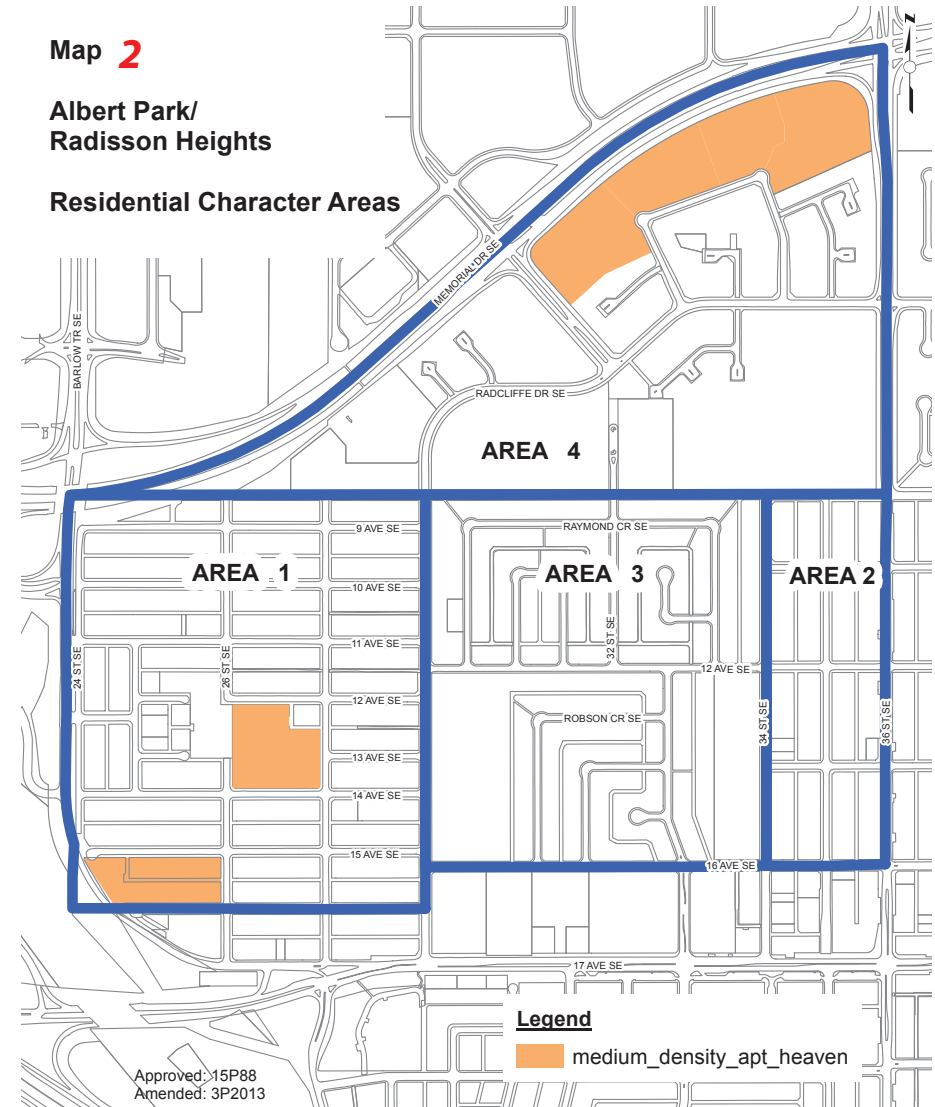 Map 2
Albert Park/
Radisson Heights
Residential Character Areas
N
MEMORIAL DR SE
BARLOW TR SE
RADCLIFFE DR SE
AREA 4
9 AVE SE
RAYMOND CR SE
AREA 1
AREA 3
AREA 2
10 AVE SE
11 AVE SE
32 ST SE
24 ST SE
26 ST SE
12 AVE SE
12 AVE SE
ROBSON CR SE
34 ST SE
36 ST SE
13 AVE SE
14 AVE SE
15 AVE SE
16 AVE SE
17 AVE SE
Legend
medium_density_apt_heaven
Approved: 15P88
Amended: 3P2013